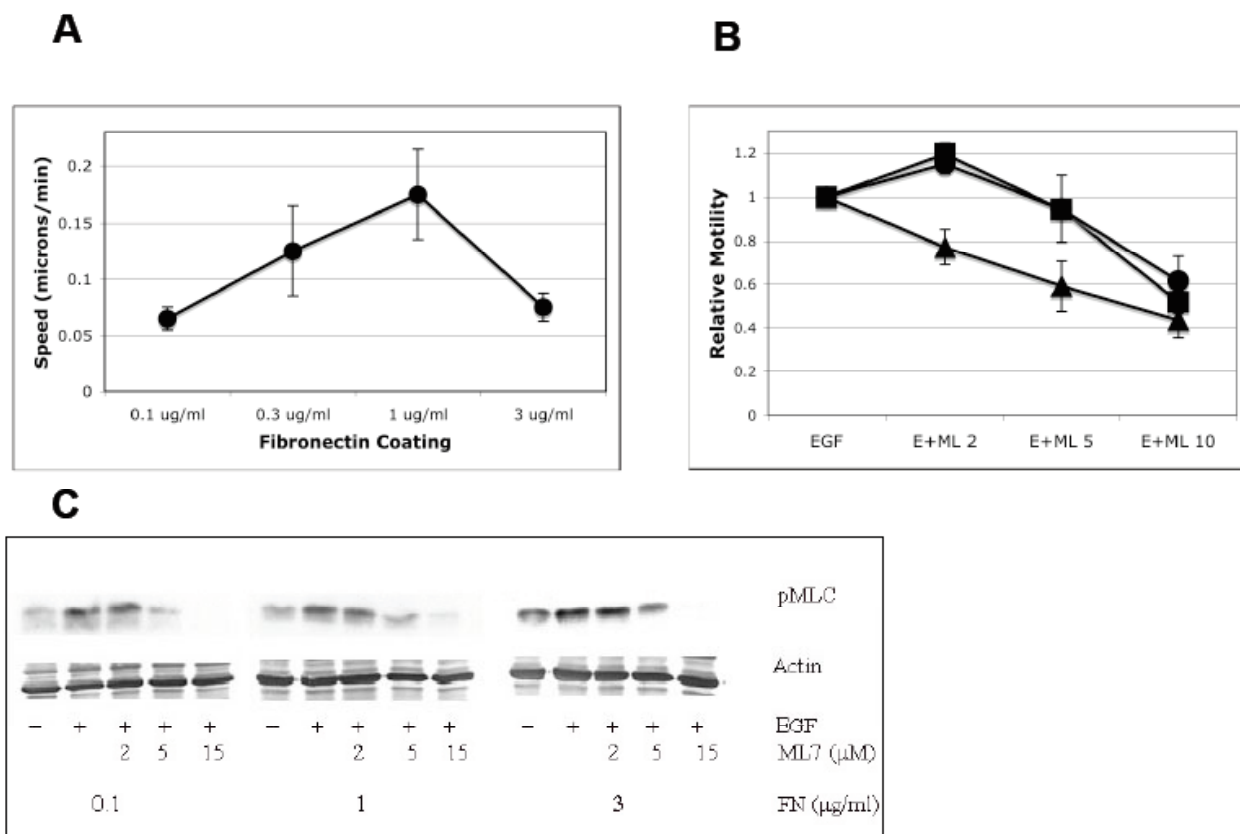 A
B
0.2
0.15
0.1
0.05
0
Speed (microns/min)
0.1 ug/ml 0.3 ug/ml 1 ug/ml 3 ug/ml
Fibronectin Coating
1.2
1
0.8
0.6
0.4
0.2
0
Relative Motility
EGF E+ML 2 E+ML 5 E+ML 10
C
pMLC
Actin
− + + + + − + + + + − + + + + EGF
2 5 15 2 5 15 2 5 15 ML7 (μM)
0.1 1 3 FN (μg/ml)